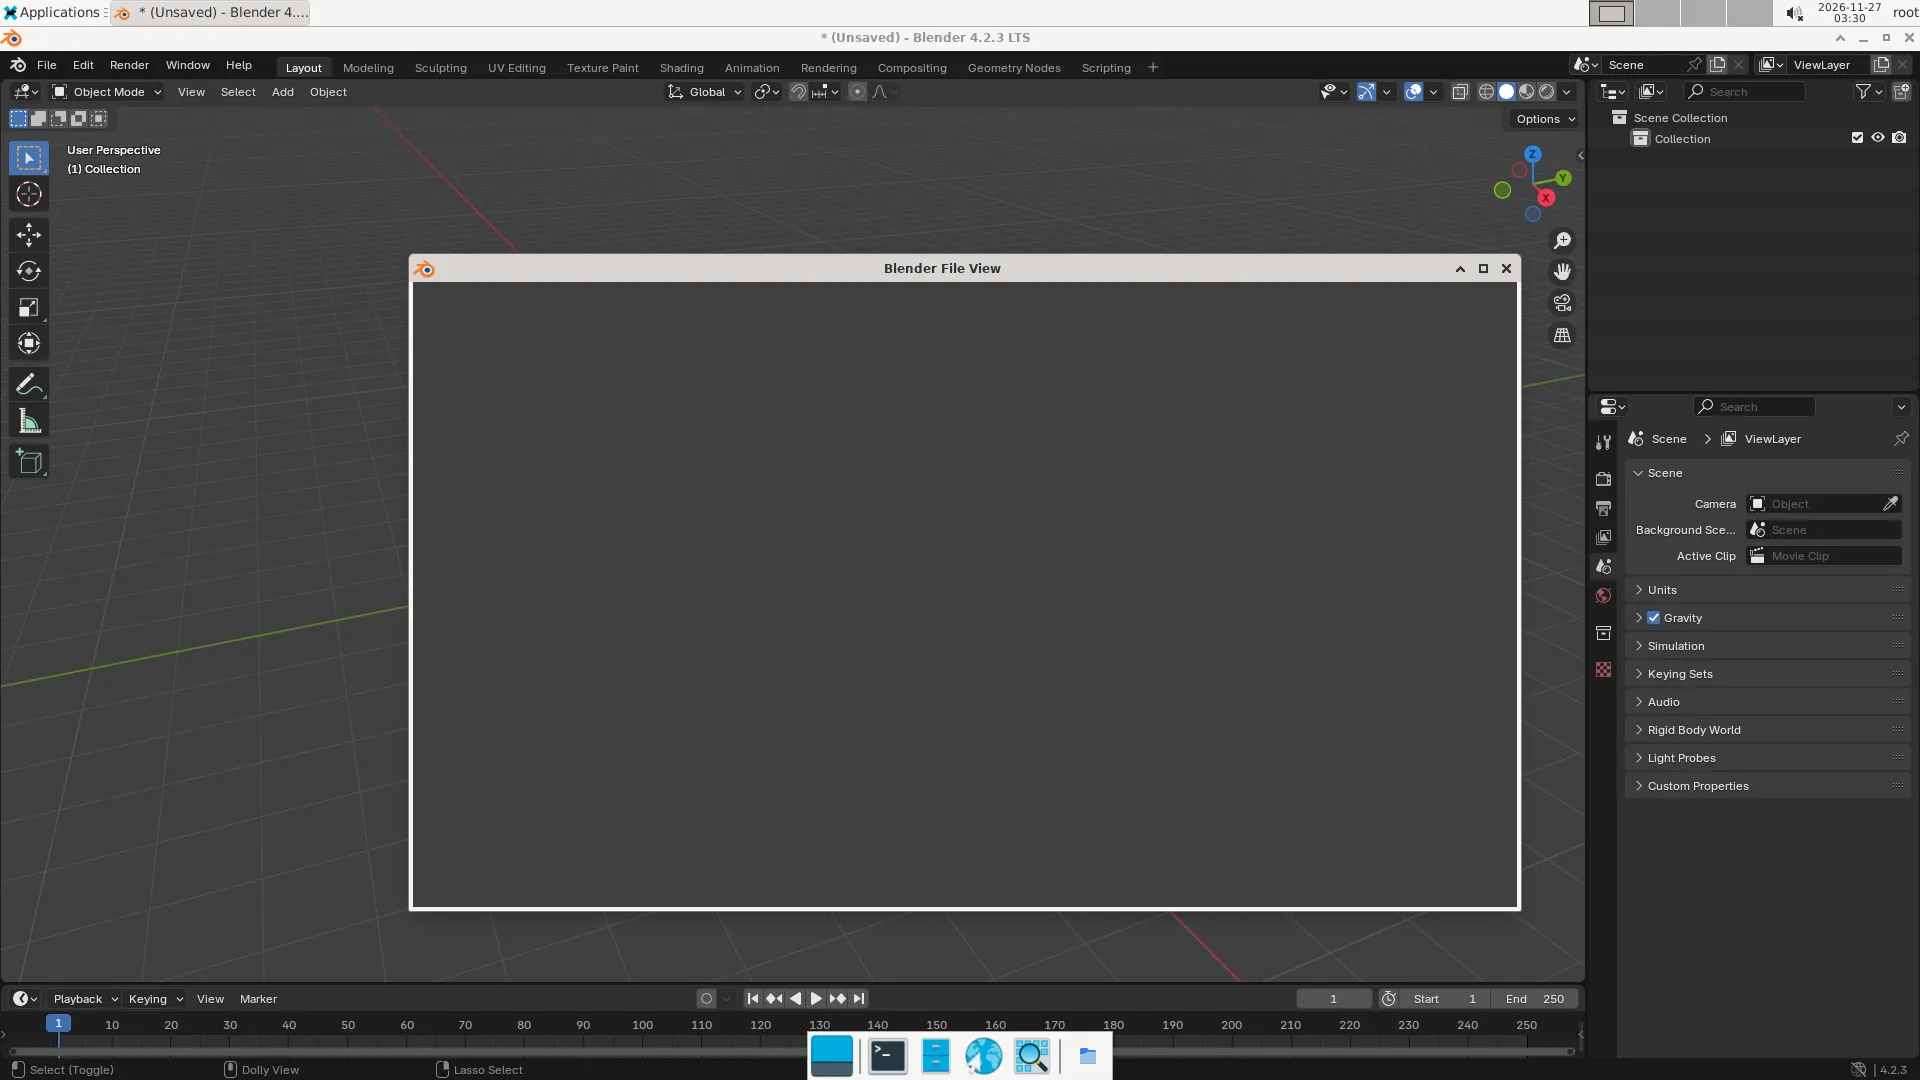 Applications
* (Unsaved) - Blender 4....
2026-11-27
03:30
root
* (Unsaved) - Blender 4.2.3 LTS
File Edit Render Window Help
Layout Modeling Sculpting UV Editing Texture Paint Shading Animation Rendering Compositing Geometry Nodes Scripting +
Scene
ViewLayer
Object Mode View Select Add Object
Global
Search
Options
User Perspective
(1) Collection
Z
Y
X
Scene Collection
Collection
Blender File View
Search
Scene > ViewLayer
Scene
Camera Object
Background Sce... Scene
Active Clip Movie Clip
Units
Gravity
Simulation
Keying Sets
Audio
Rigid Body World
Light Probes
Custom Properties
Playback Keying View Marker
1
Start 1
End 250
1 10 20 30 40 50 60 70 80 90 100 110 120 130 140 150 160 170 180 190 200 210 220 230 240 250
Select (Toggle)
Dolly View
Lasso Select
4.2.3